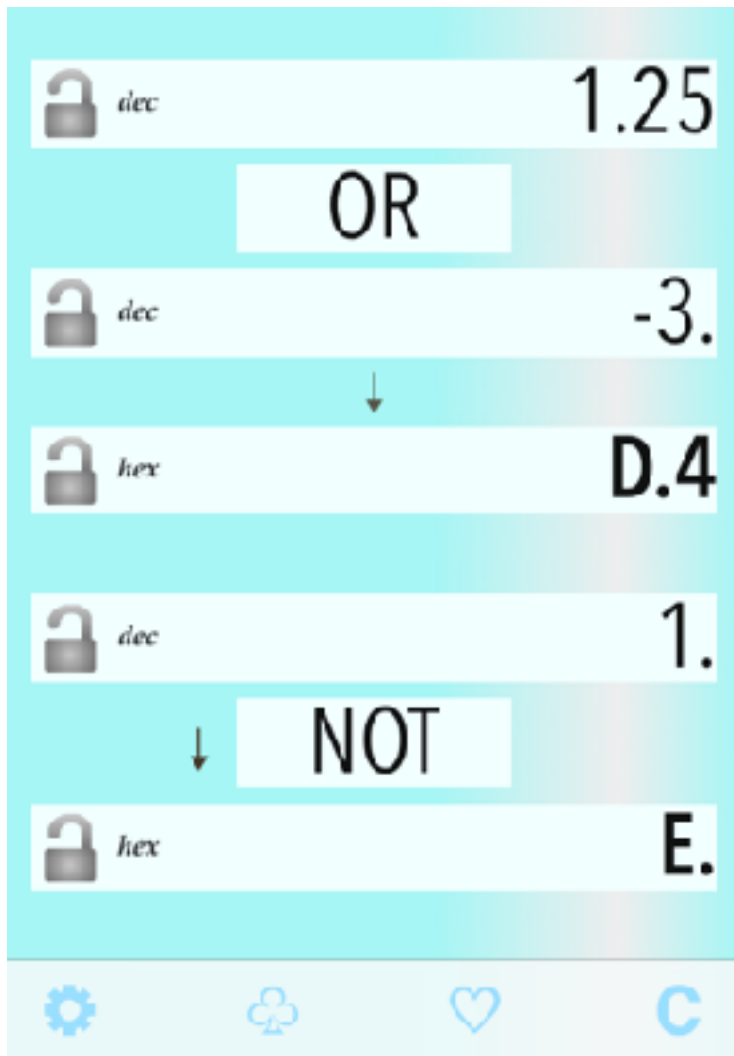 dec 1.25
OR
dec -3.
↓
hex D.4
dec 1.
↓ NOT
hex E.
C